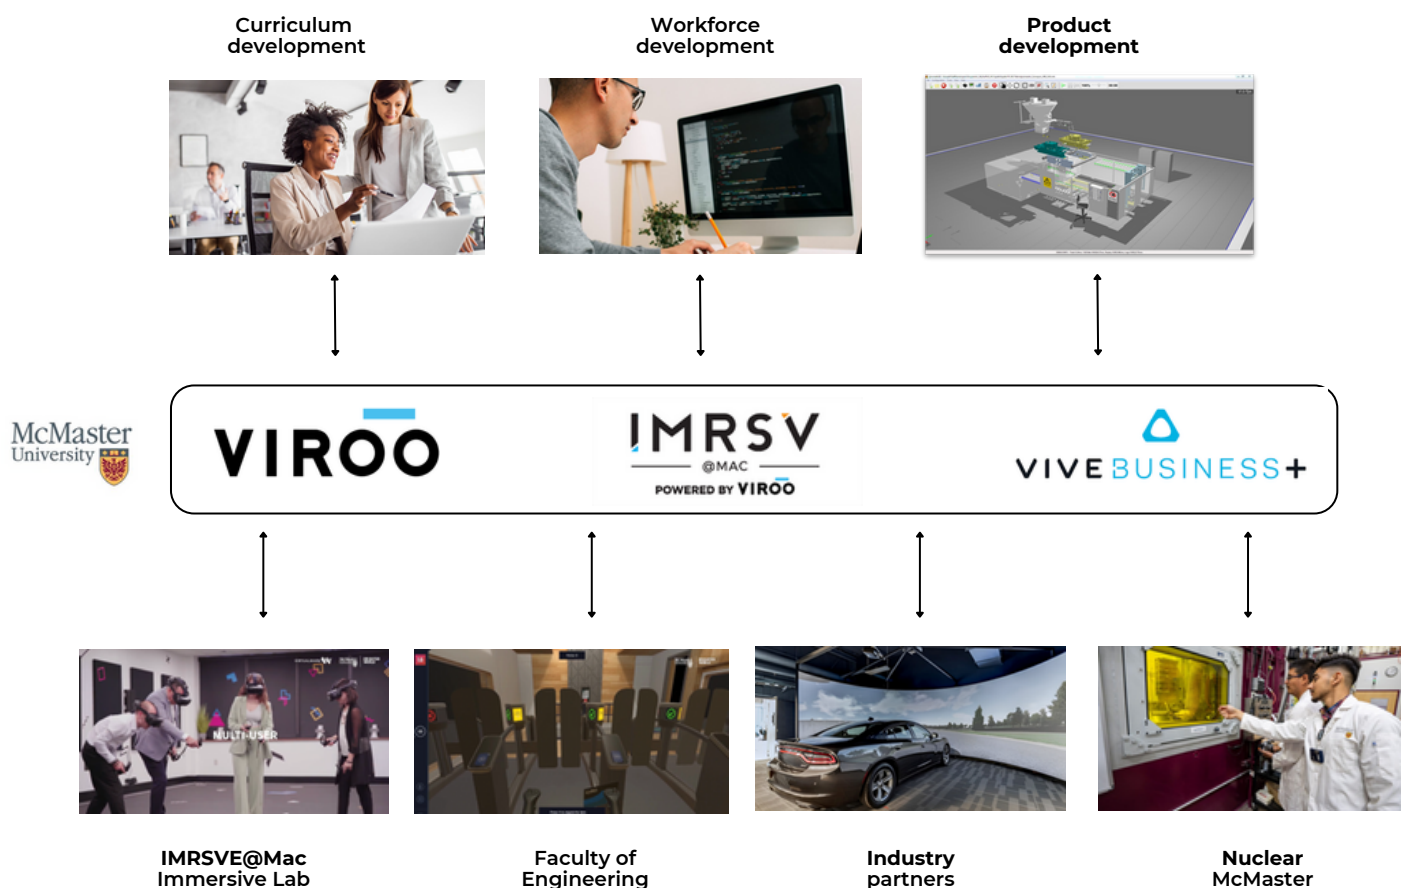 Curriculum
development
Workforce
development
Product
development
McMaster
University
VIROO
IMRSV
@MAC
POWERED BY VIROO
VIVE BUSINESS+
MULTI-USER
IMRSVE@Mac
Immersive Lab
Faculty of
Engineering
Industry
partners
Nuclear
McMaster